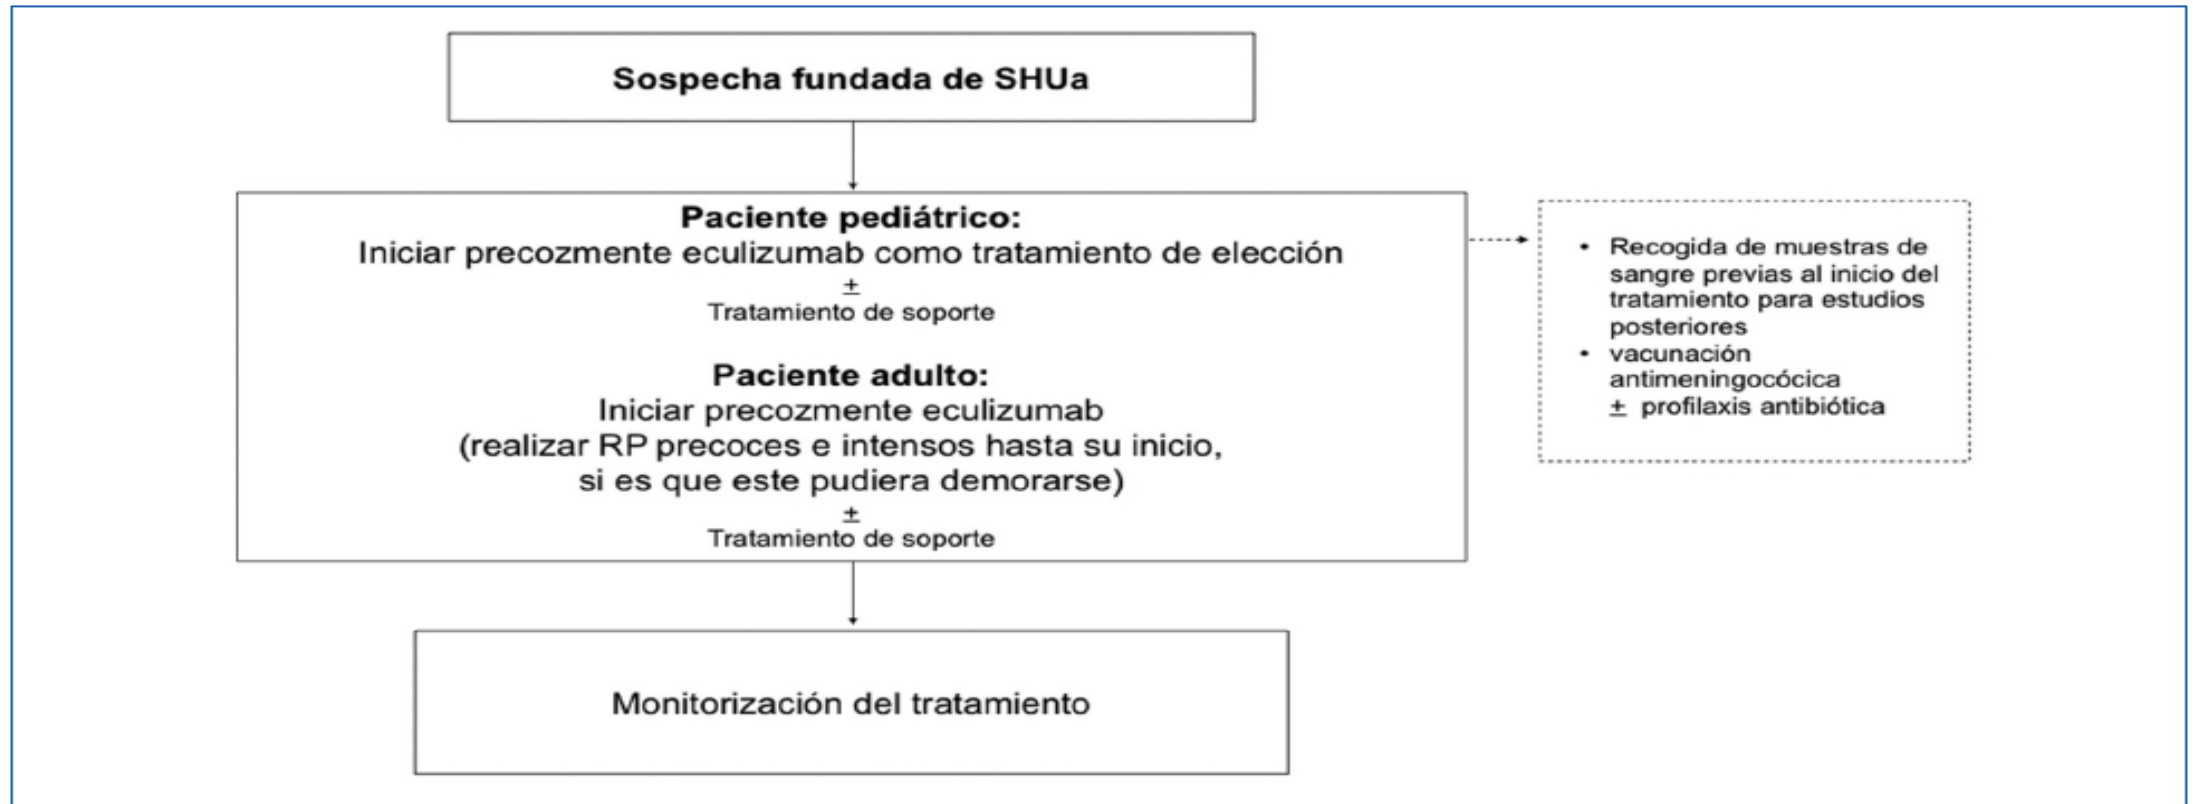 Sospecha fundada de SHUa
Paciente pediátrico:
Iniciar precozmente eculizumab como tratamiento de elección
±
Tratamiento de soporte
Paciente adulto:
Iniciar precozmente eculizumab
(realizar RP precoces e intensos hasta su inicio,
si es que este pudiera demorarse)
±
Tratamiento de soporte
• Recogida de muestras de
sangre previas al inicio del
tratamiento para estudios
posteriores
• vacunación
antimeningocócica
± profilaxis antibiótica
Monitorización del tratamiento